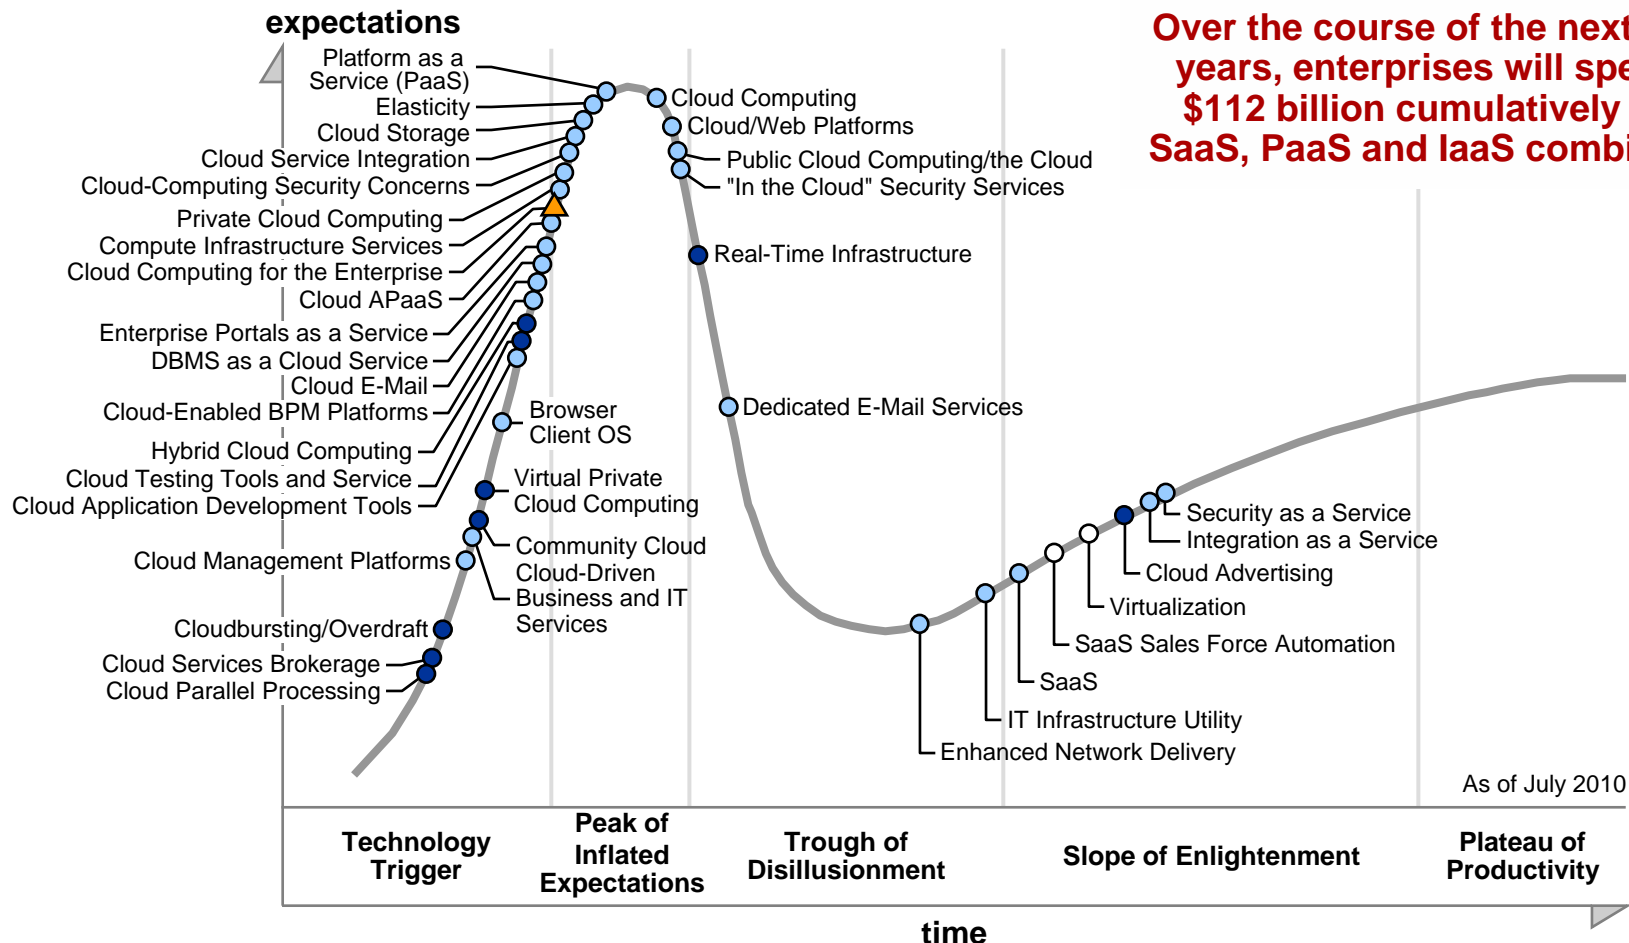 expectations
Over the course of the next
years, enterprises will spe
$112 billion cumulatively
SaaS, PaaS and IaaS combi
Platform as a
Service (PaaS)
Elasticity
Cloud Storage
Cloud Service Integration
Cloud-Computing Security Concerns
Private Cloud Computing
Compute Infrastructure Services
Cloud Computing for the Enterprise
Cloud APaaS
Enterprise Portals as a Service
DBMS as a Cloud Service
Cloud E-Mail
Cloud-Enabled BPM Platforms
Hybrid Cloud Computing
Cloud Testing Tools and Service
Cloud Application Development Tools
Cloud Management Platforms
Cloudbursting/Overdraft
Cloud Services Brokerage
Cloud Parallel Processing
Browser
Client OS
Virtual Private
Cloud Computing
Community Cloud
Cloud-Driven
Business and IT
Services
Cloud Computing
Cloud/Web Platforms
Public Cloud Computing/the Cloud
"In the Cloud" Security Services
Real-Time Infrastructure
Dedicated E-Mail Services
Security as a Service
Integration as a Service
Cloud Advertising
Virtualization
SaaS Sales Force Automation
SaaS
IT Infrastructure Utility
Enhanced Network Delivery
As of July 2010
Technology
Trigger
Peak of
Inflated
Expectations
Trough of
Disillusionment
Slope of Enlightenment
Plateau of
Productivity
time